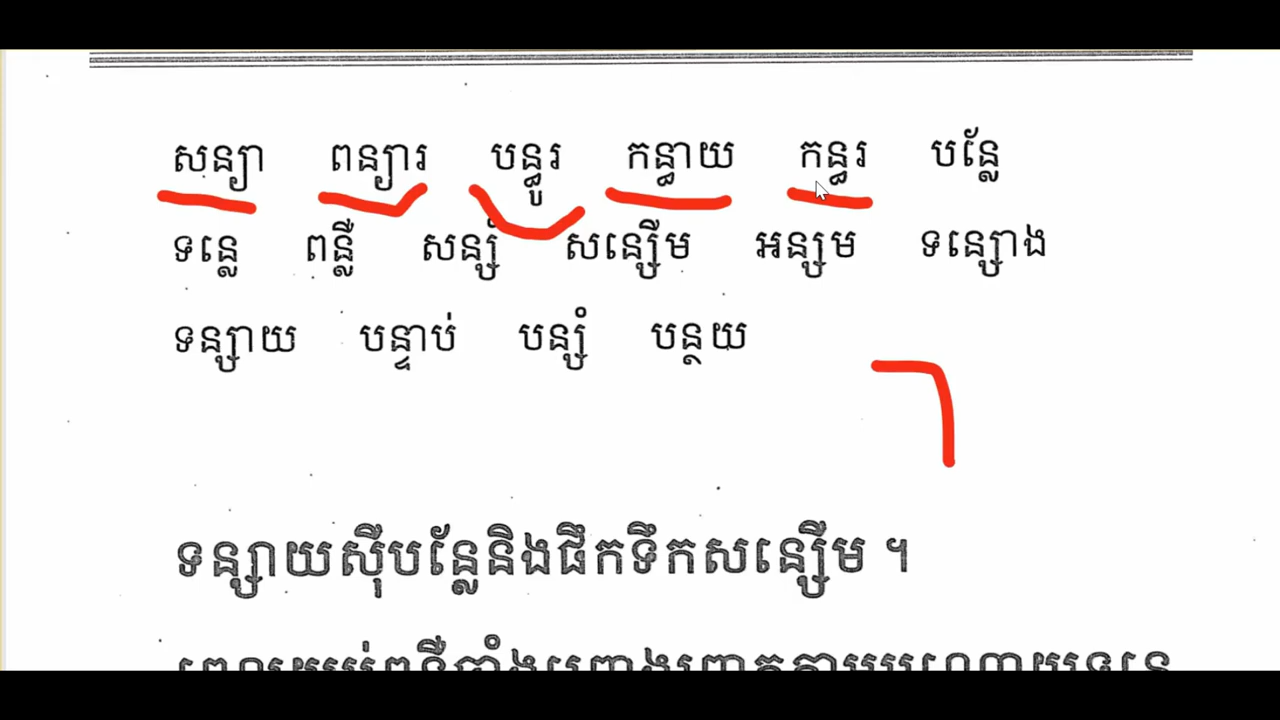 សន្យា ពន្យារ បន្ធូរ កន្ធាយ កន្ធរ បន្លែ
ទន្លេ ពន្លឺ សន្សំ សន្សើម អន្សម ទន្សោង
ទន្សាយ បន្ទាប់ បន្សំ បន្ថយ
ទន្សាយស៊ីបន្លែនិងផឹកទឹកសន្សើម ។